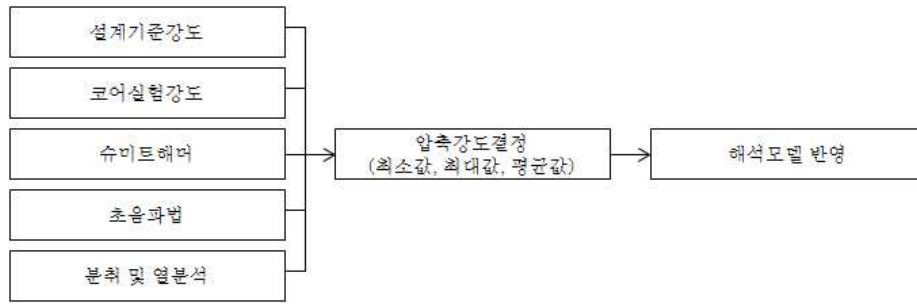 설계기준강도
코어실험강도
슈미트해머
초음파법
분취 및 열분석
압축강도결정
(최소값, 최대값, 평균값)
해석모델 반영